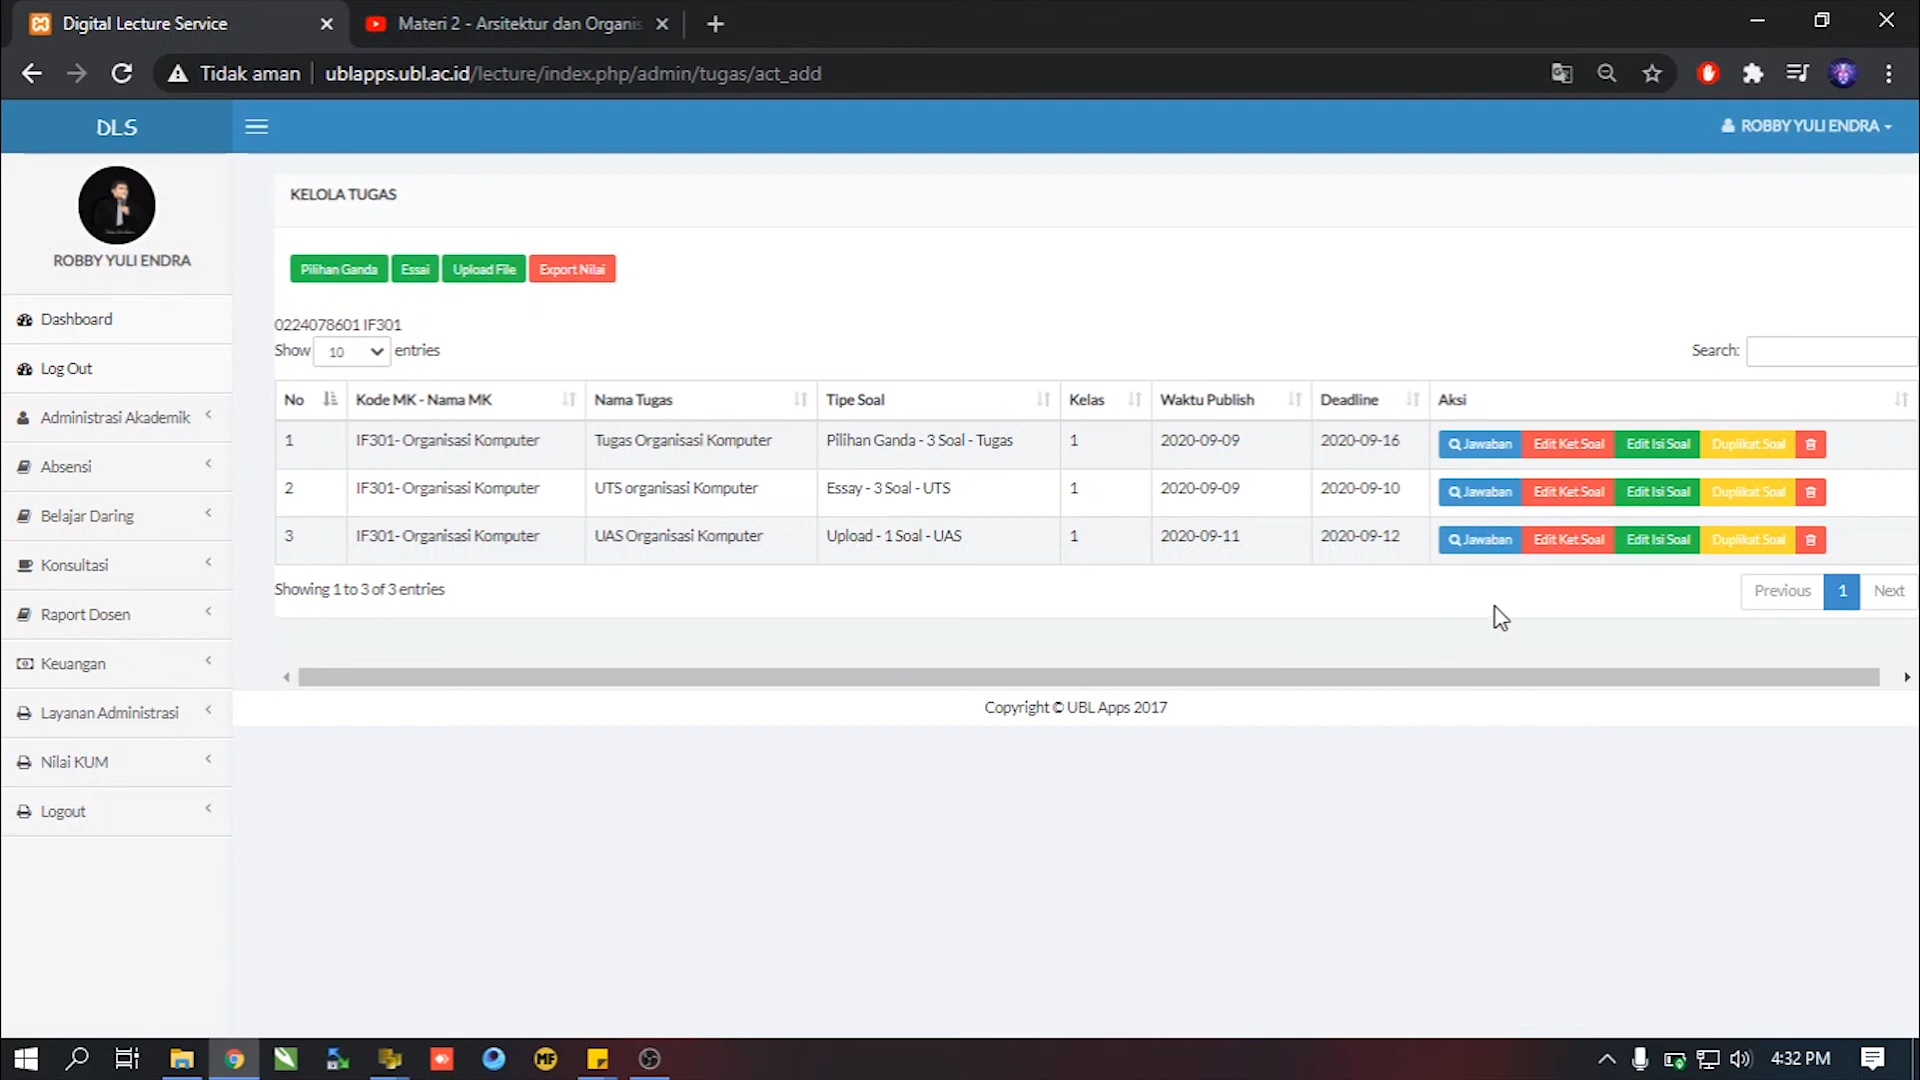 Digital Lecture Service
Materi 2 - Arsitektur dan Organis
Tidak aman
ublapps.ubl.ac.id/lecture/index.php/admin/tugas/act_add
DLS
ROBBY YULI ENDRA
KELOLA TUGAS
ROBBY YULI ENDRA
Pilihan Ganda Essai Upload File Export Nilai
Dashboard
0224078601 IF301
Show 10 entries
Search:
Log Out
No Kode MK - Nama MK Nama Tugas Tipe Soal Kelas Waktu Publish Deadline Aksi
Administrasi Akademik
1 IF301- Organisasi Komputer Tugas Organisasi Komputer Pilihan Ganda - 3 Soal - Tugas 1 2020-09-09 2020-09-16 Jawaban Edit Ket Soal Edit Isi Soal Duplikat Soal
Absensi
2 IF301- Organisasi Komputer UTS organisasi Komputer Essay - 3 Soal - UTS 1 2020-09-09 2020-09-10 Jawaban Edit Ket Soal Edit Isi Soal Duplikat Soal
Belajar Daring
3 IF301- Organisasi Komputer UAS Organisasi Komputer Upload - 1 Soal - UAS 1 2020-09-11 2020-09-12 Jawaban Edit Ket Soal Edit Isi Soal Duplikat Soal
Konsultasi
Showing 1 to 3 of 3 entries
Previous 1 Next
Raport Dosen
Keuangan
Layanan Administrasi
Copyright © UBL Apps 2017
Nilai KUM
Logout
MF
4:32 PM